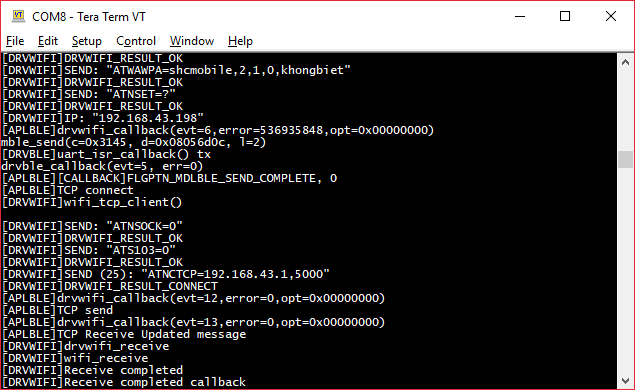 COM8 - Tera Term VT
File Edit Setup Control Window Help
[DRVWIFI]DRVWIFI_RESULT_OK
[DRVWIFI]SEND: "ATWAWPA=shcmobile,2,1,0,khongbiet"
[DRVWIFI]DRVWIFI_RESULT_OK
[DRVWIFI]SEND: "ATNSET=?"
[DRVWIFI]DRVWIFI_RESULT_OK
[DRVWIFI]IP: "192.168.43.198"
[APLBLE]drvwifi_callback(evt=6,error=536935848,opt=0x00000000)
mble_send(c=0x3145, d=0x08056d0c, l=2)
[DRVBLE]uart_isr_callback() tx
drvble_callback(evt=5, err=0)
[APLBLE][CALLBACK]FLGPTN_MDLBLE_SEND_COMPLETE, 0
[APLBLE]TCP connect
[DRVWIFI]wifi_tcp_client()
[DRVWIFI]SEND: "ATNSOCK=0"
[DRVWIFI]DRVWIFI_RESULT_OK
[DRVWIFI]SEND: "ATS103=0"
[DRVWIFI]DRVWIFI_RESULT_OK
[DRVWIFI]SEND (25): "ATNCTCP=192.168.43.1,5000"
[DRVWIFI]DRVWIFI_RESULT_CONNECT
[APLBLE]drvwifi_callback(evt=12,error=0,opt=0x00000000)
[APLBLE]TCP send
[APLBLE]drvwifi_callback(evt=13,error=0,opt=0x00000000)
[APLBLE]TCP Receive Updated message
[DRVWIFI]drvwifi_receive
[DRVWIFI]wifi_receive
[DRVWIFI]Receive completed
[DRVWIFI]Receive completed callback